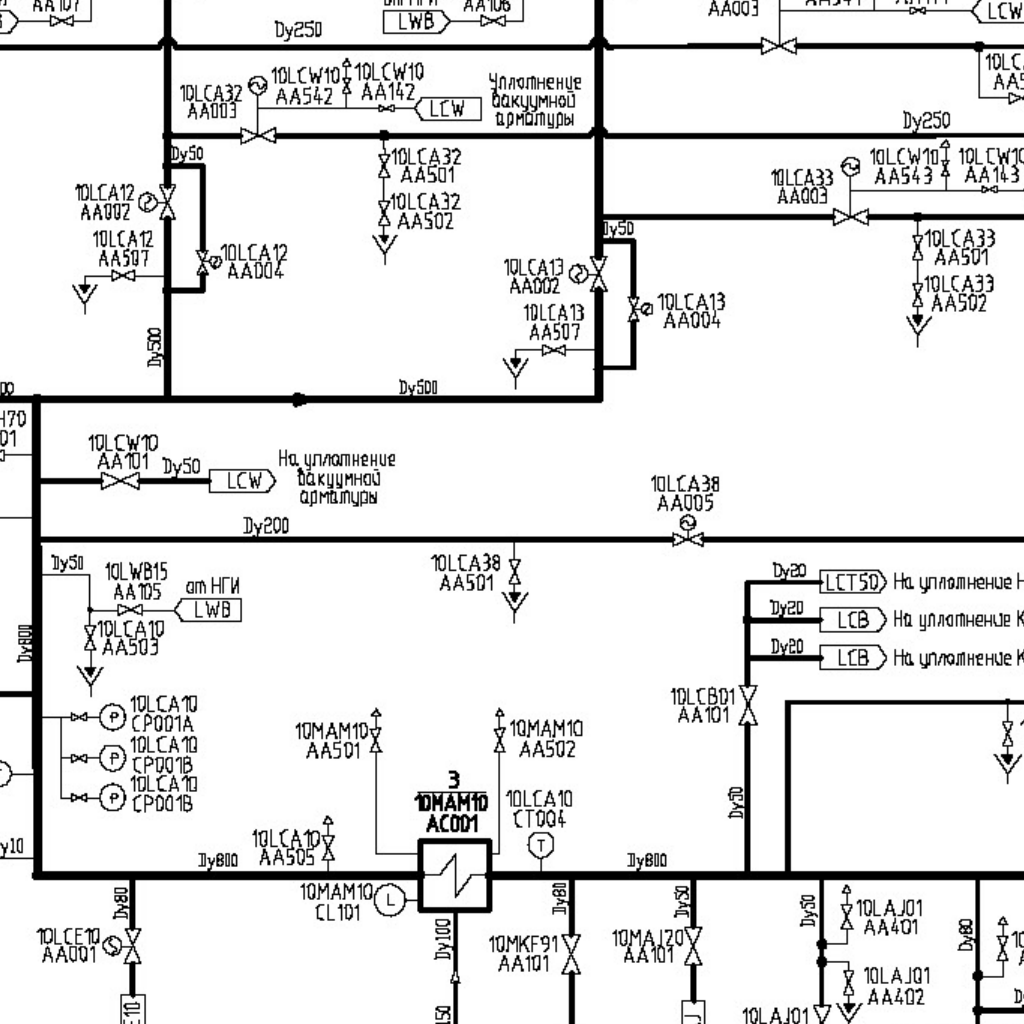 AA107
LWB
AA106
Dy250
AA003
LCW
10LCA32
AA003
10LCW10
AA542
10LCW10
AA142
LCW
Уплотнение
вакуумной
арматуры
Dy250
Dy50
10LCA32
AA501
10LCA32
AA502
10LCA12
AA002
10LCA12
AA507
10LCA12
AA004
10LCA33
AA003
10LCW10
AA543
10LCW10
AA143
Dy50
10LCA33
AA501
10LCA33
AA502
10LCA13
AA002
10LCA13
AA507
10LCA13
AA004
Dy500
Dy500
10LCW10
AA101
Dy50
LCW
На уплотнение
вакуумной
арматуры
10LCA38
AA005
Dy200
10LCA38
AA501
Dy50
10LWB15
AA105
от НГИ
LWB
10LCA10
AA503
Dy800
Dy20
LCT50
На уплотнение
Dy20
LCB
На уплотнение К
Dy20
LCB
На уплотнение К
10LCB01
AA101
P
10LCA10
CP001A
P
10LCA10
CP001B
P
10LCA10
CP001B
10MAM10
AA501
10MAM10
AA502
3
10MAM10
AC001
10LCA10
CT004
T
Dy50
10LCA10
AA505
Dy800
Dy800
10MAM10
CL101
L
Dy80
10LCE10
AA001
Dy100
Dy80
10MKF91
AA101
Dy50
10MAJ20
AA101
Dy50
10LAJ01
AA401
10LAJ01
AA402
10LAJ01
Dy80